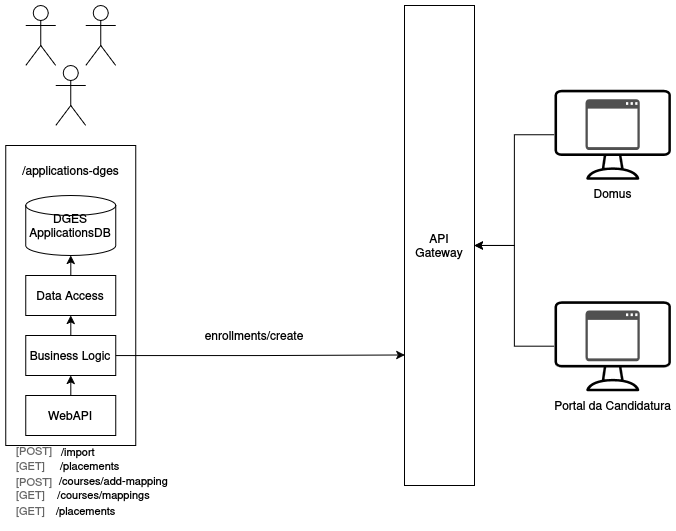 /applications-dges
DGES
ApplicationsDB
Data Access
Business Logic
WebAPI
[POST] /import
[GET] /placements
[POST] /courses/add-mapping
[GET] /courses/mappings
[GET] /placements
enrollments/create
API
Gateway
Domus
Portal da Candidatura